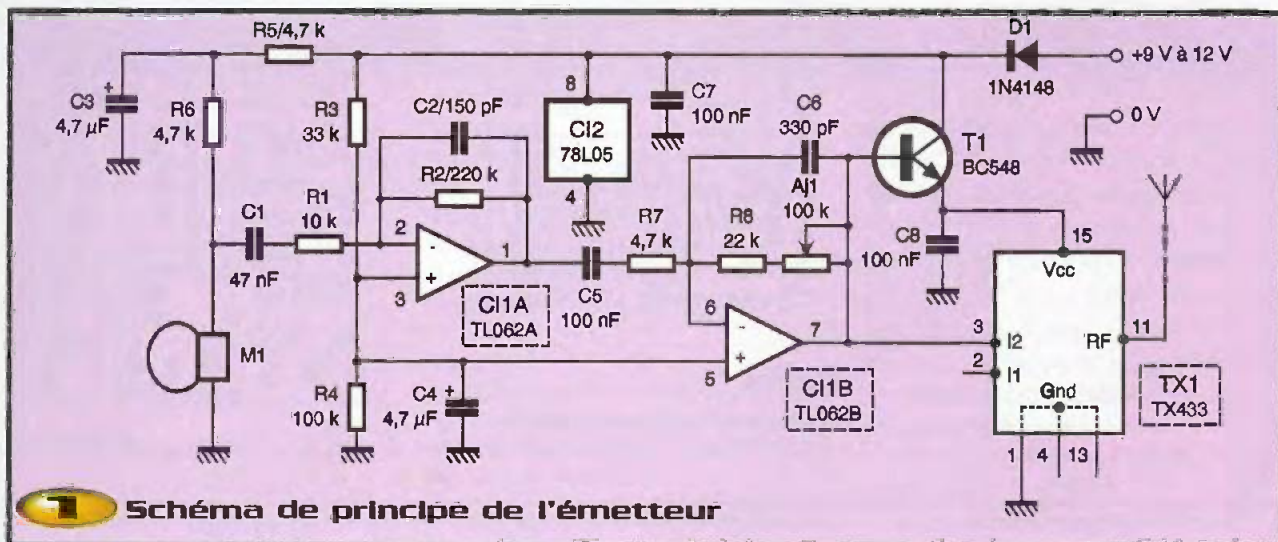 R5/4,7 k
D1
+9 V à 12 V
1N4148
C3
4,7 µF
+
R6
4,7 k
R3
33 k
C2/150 pF
R2/220 k
8
CI2
78L05
4
C7
100 nF
C6
330 pF
T1
BC548
0 V
Aj1
100 k
C1
47 nF
R1
10 k
2
-
+
3
1
CI1A
TL062A
C5
100 nF
R7
4,7 k
R8
22 k
C8
100 nF
15
Vcc
M1
6
-
+
5
7
CI1B
TL062B
3
I2
2
I1
RF
11
Gnd
TX1
TX433
R4
100 k
C4
4,7 µF
+
1
4
13
1 Schéma de principe de l'émetteur